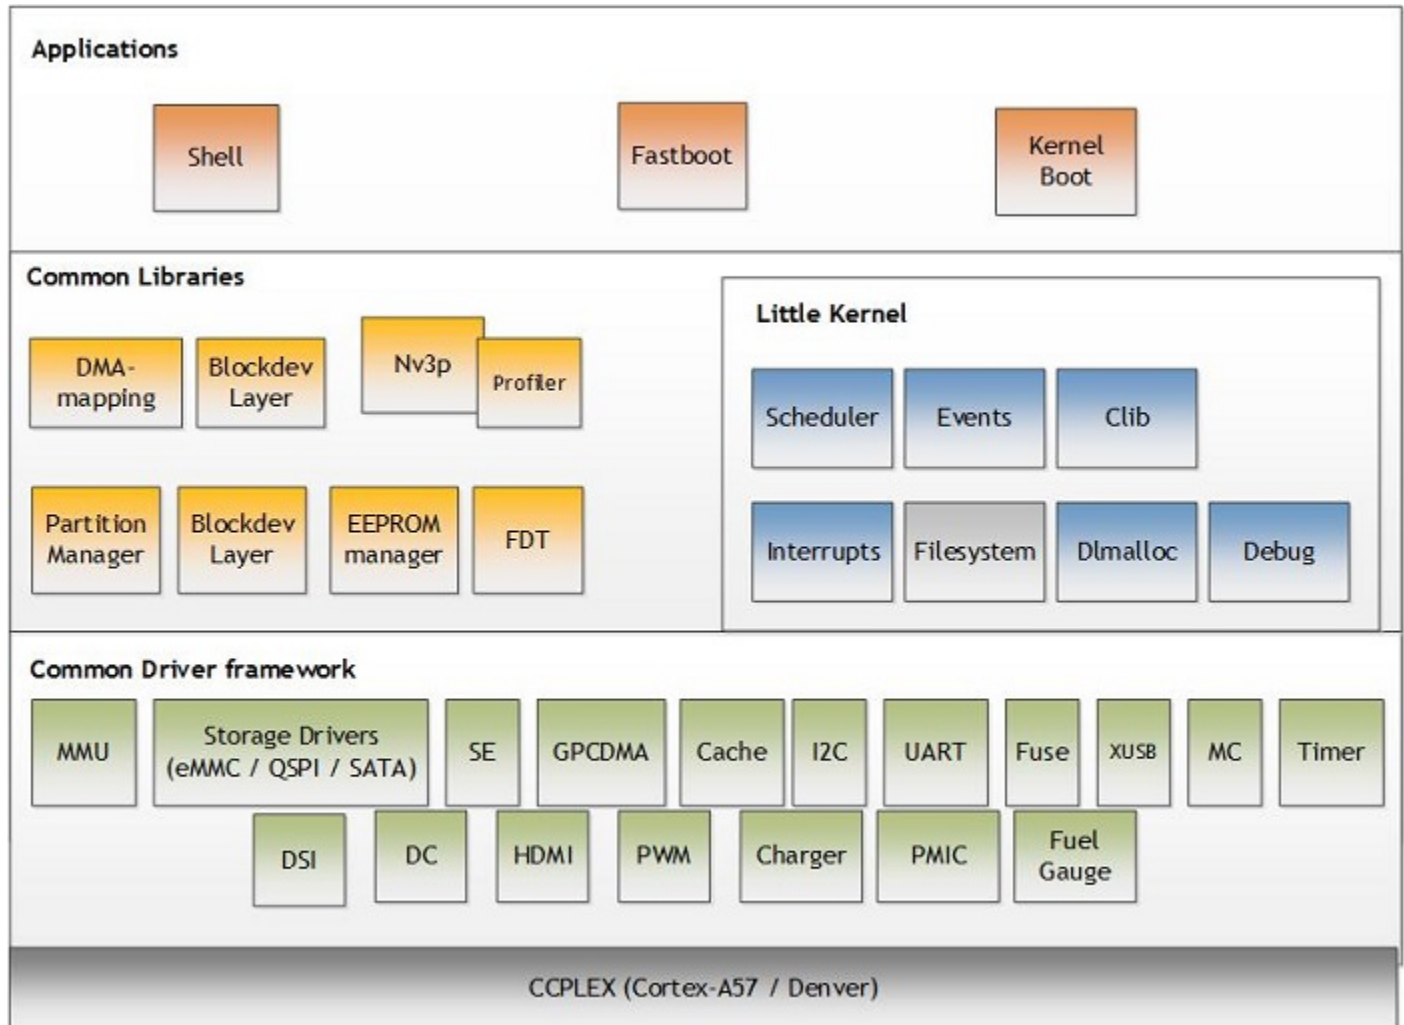 Applications
Shell
Fastboot
Kernel
Boot
Common Libraries
DMA-
mapping
Blockdev
Layer
Nv3p
Profiler
Partition
Manager
Blockdev
Layer
EEPROM
manager
FDT
Little Kernel
Scheduler
Events
Clib
Interrupts
Filesystem
Dlmalloc
Debug
Common Driver framework
MMU
Storage Drivers
(eMMC / QSPI / SATA)
SE
GPCDMA
Cache
I2C
UART
Fuse
XUSB
MC
Timer
DSI
DC
HDMI
PWM
Charger
PMIC
Fuel
Gauge
CCPLEX (Cortex-A57 / Denver)